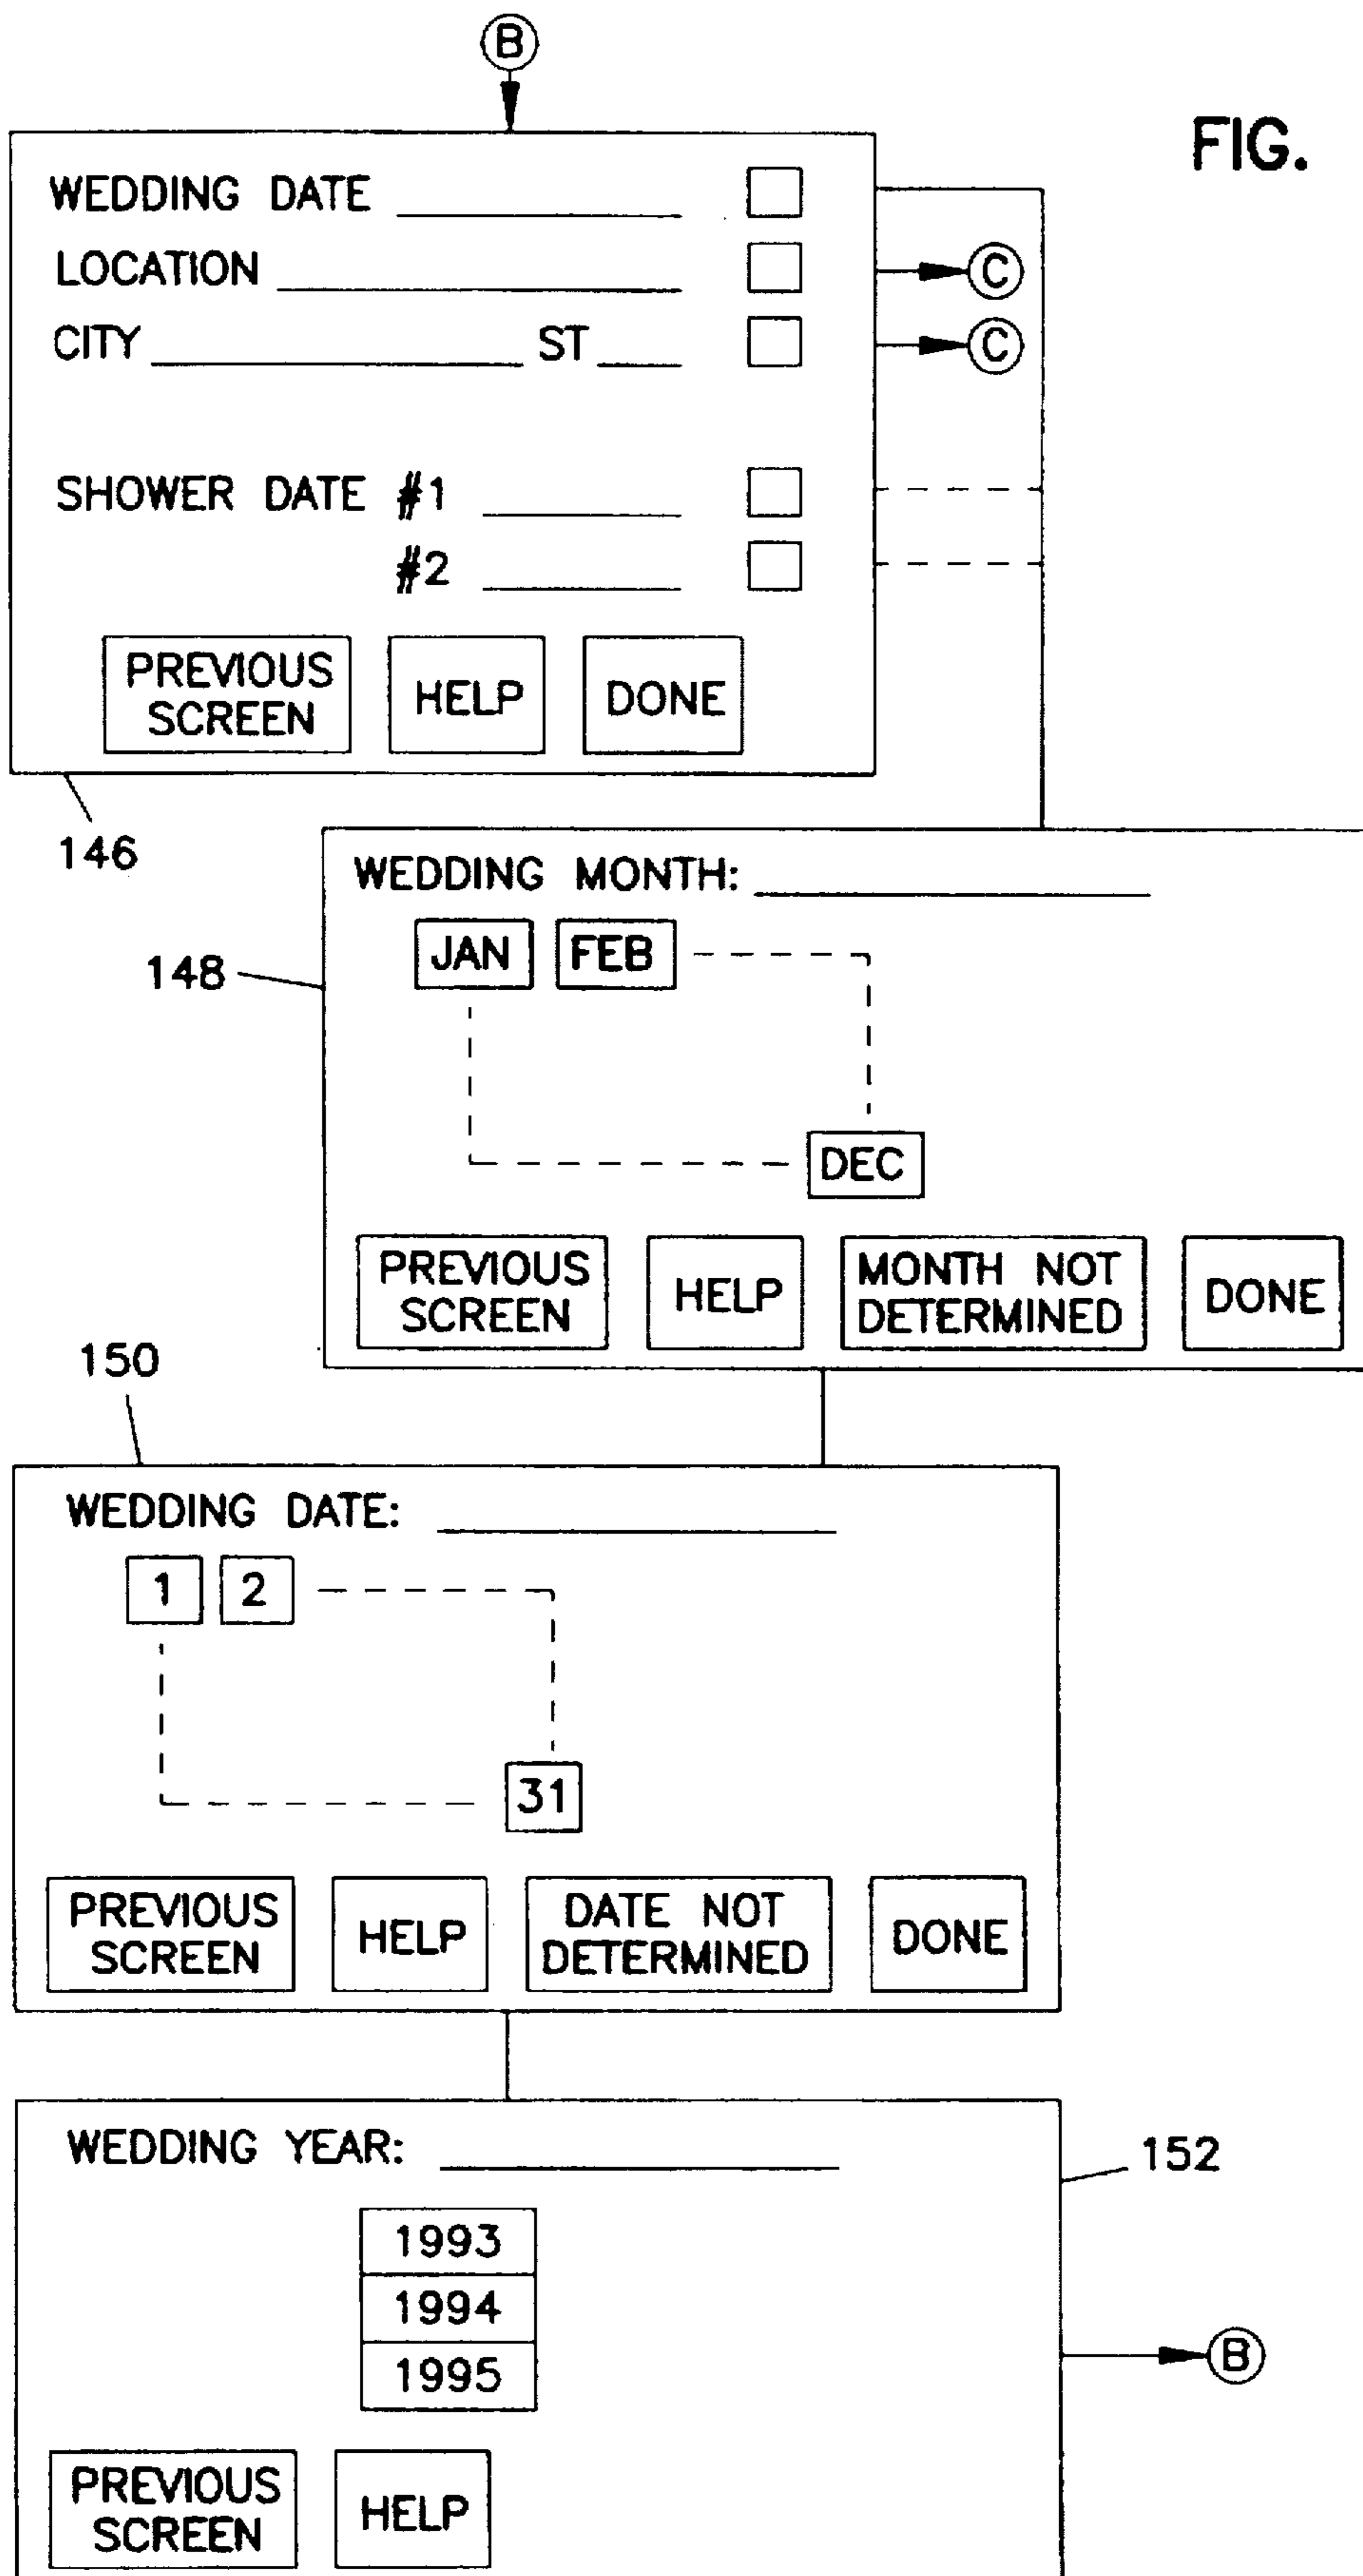 B
FIG.
WEDDING DATE
LOCATION
C
CITY ST
C
SHOWER DATE #1
#2
PREVIOUS
SCREEN
HELP
DONE
146
WEDDING MONTH:
JAN FEB
148
DEC
PREVIOUS
SCREEN
HELP
MONTH NOT
DETERMINED
DONE
150
WEDDING DATE:
1 2
31
PREVIOUS
SCREEN
HELP
DATE NOT
DETERMINED
DONE
WEDDING YEAR:
152
1993
1994
1995
B
PREVIOUS
SCREEN
HELP